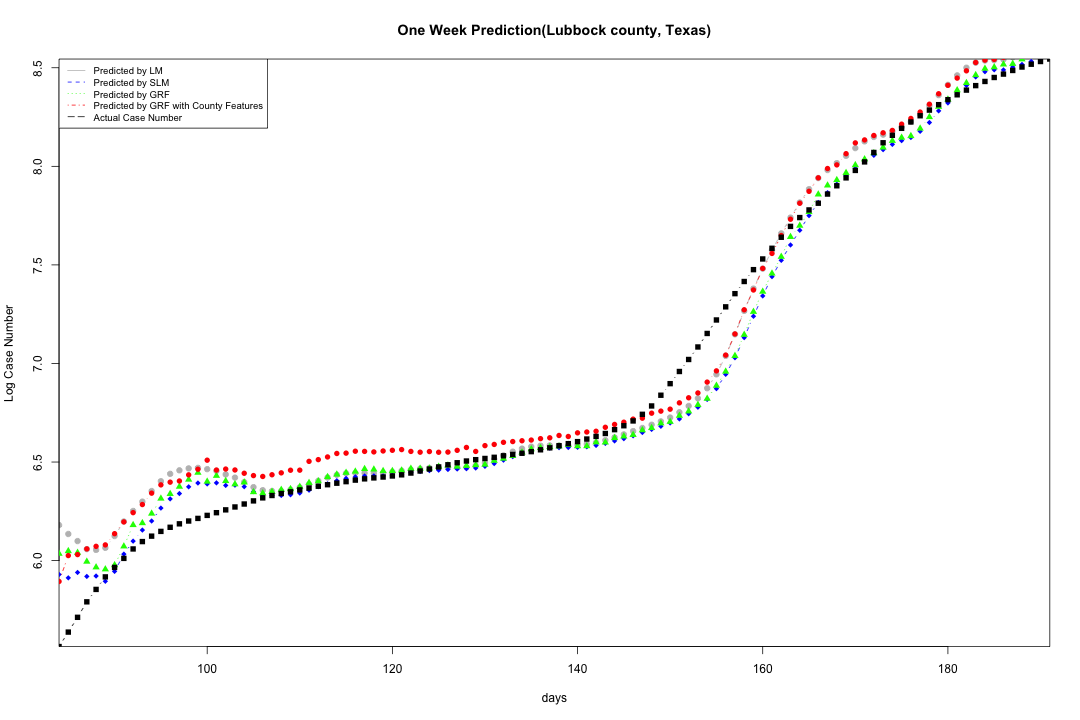 One Week Prediction(Lubbock county, Texas)
Predicted by LM
Predicted by SLM
Predicted by GRF
Predicted by GRF with County Features
Actual Case Number
8.5
8.0
7.5
7.0
6.5
6.0
Log Case Number
100 120 140 160 180
days